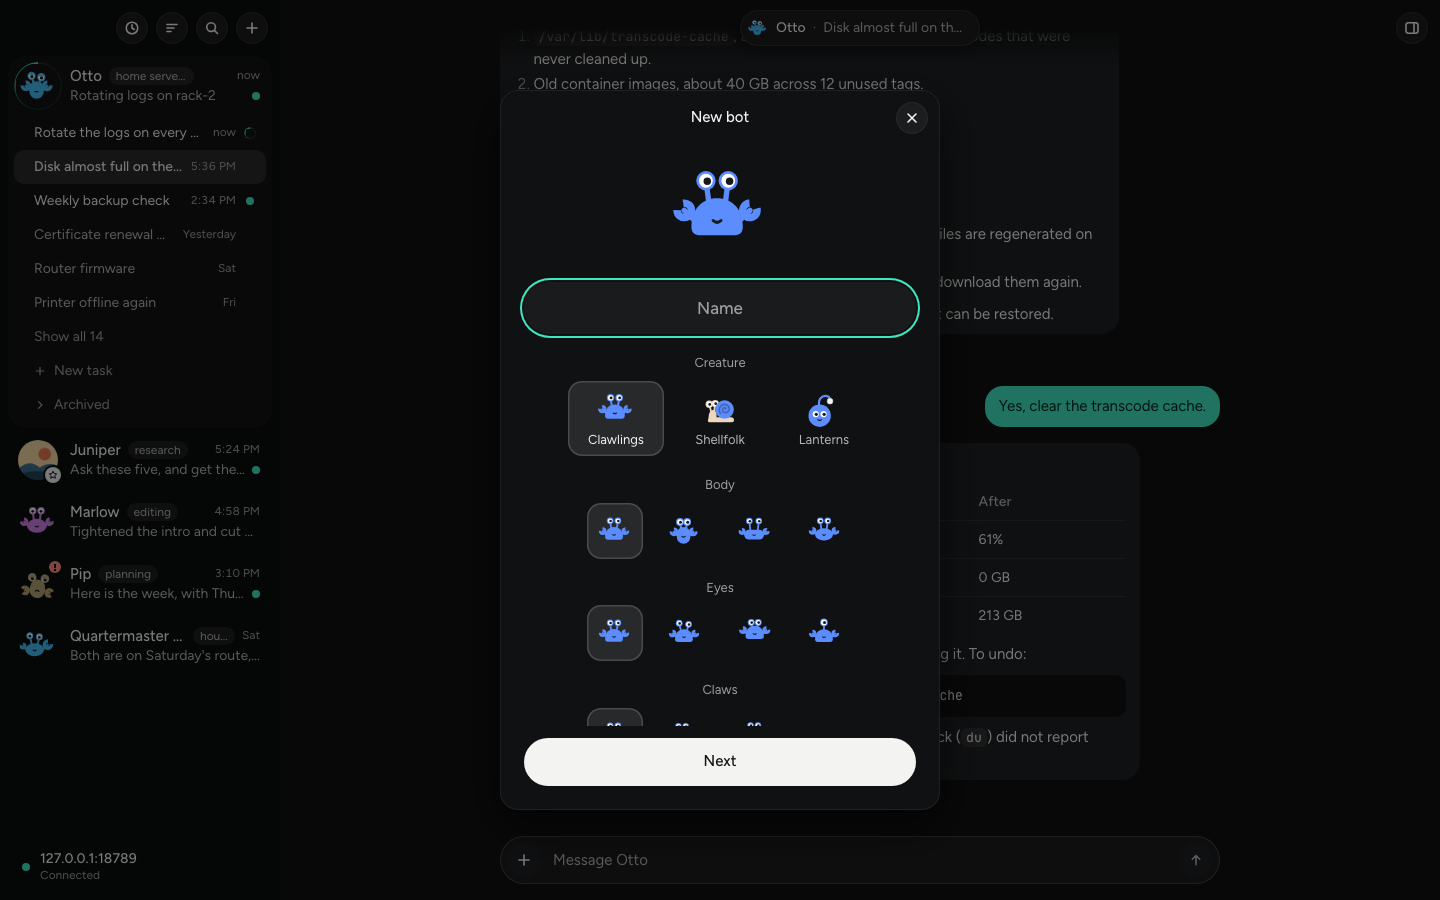 Otto · Disk almost full on th...
Otto home serve... now
Rotating logs on rack-2
Rotate the logs on every ... now
Disk almost full on the... 5:36 PM
Weekly backup check 2:34 PM
Certificate renewal ... Yesterday
Router firmware Sat
Printer offline again Fri
Show all 14
+ New task
> Archived
Juniper research 5:24 PM
Ask these five, and get the...
Marlow editing 4:58 PM
Tightened the intro and cut ...
Pip planning 3:10 PM
Here is the week, with Thu...
Quartermaster ... hou... Sat
Both are on Saturday's route,...
127.0.0.1:18789
Connected
1. /var/lib/transcode-cache, that were
never cleaned up.
2. Old container images, about 40 GB across 12 unused tags.
are regenerated on
download them again.
can be restored.
Yes, clear the transcode cache.
After
61%
0 GB
213 GB
it. To undo:
(du) did not report
Message Otto
New bot
Name
Creature
Clawlings Shellfolk Lanterns
Body
Eyes
Claws
Next